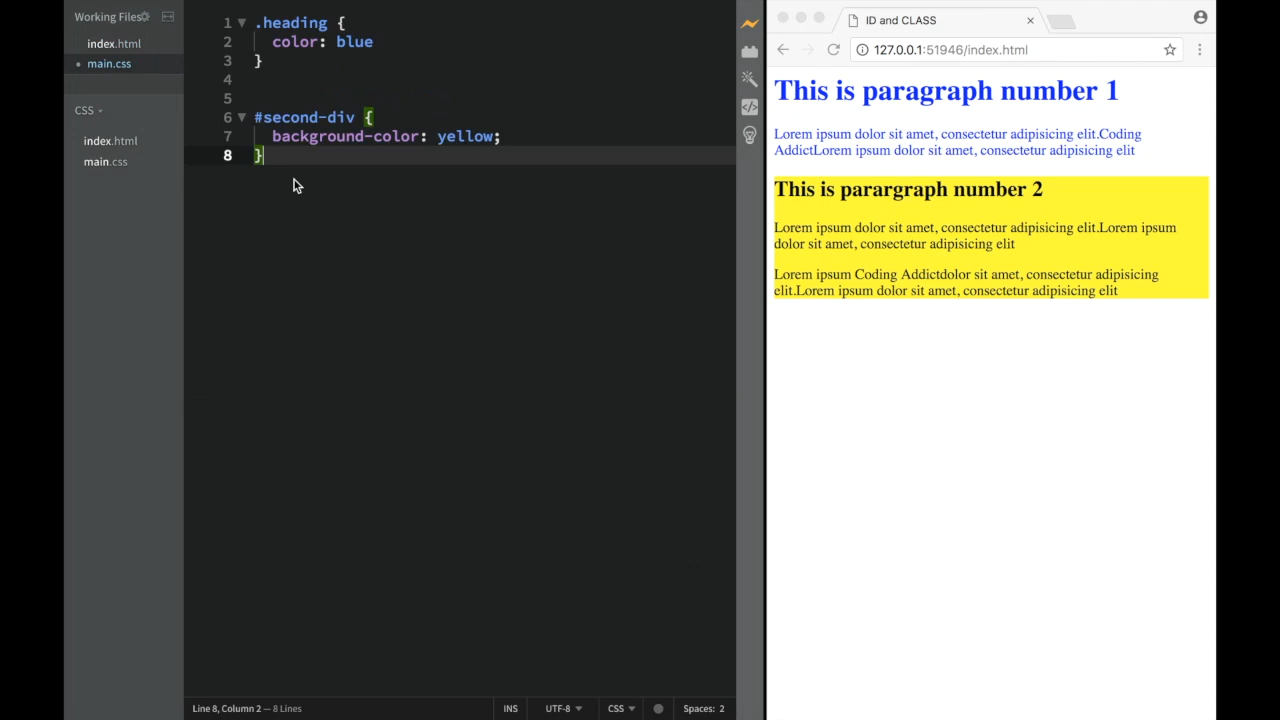 Working Files
index.html
main.css
CSS
index.html
main.css
1 .heading {
2 color: blue
3 }
4
5
6 #second-div {
7 background-color: yellow;
8 }
Line 8, Column 2 — 8 Lines
INS
UTF-8
CSS
Spaces: 2
ID and CLASS
127.0.0.1:51946/index.html
This is paragraph number 1
Lorem ipsum dolor sit amet, consectetur adipisicing elit.Coding
AddictLorem ipsum dolor sit amet, consectetur adipisicing elit
This is parargraph number 2
Lorem ipsum dolor sit amet, consectetur adipisicing elit.Lorem ipsum
dolor sit amet, consectetur adipisicing elit
Lorem ipsum Coding Addictdolor sit amet, consectetur adipisicing
elit.Lorem ipsum dolor sit amet, consectetur adipisicing elit